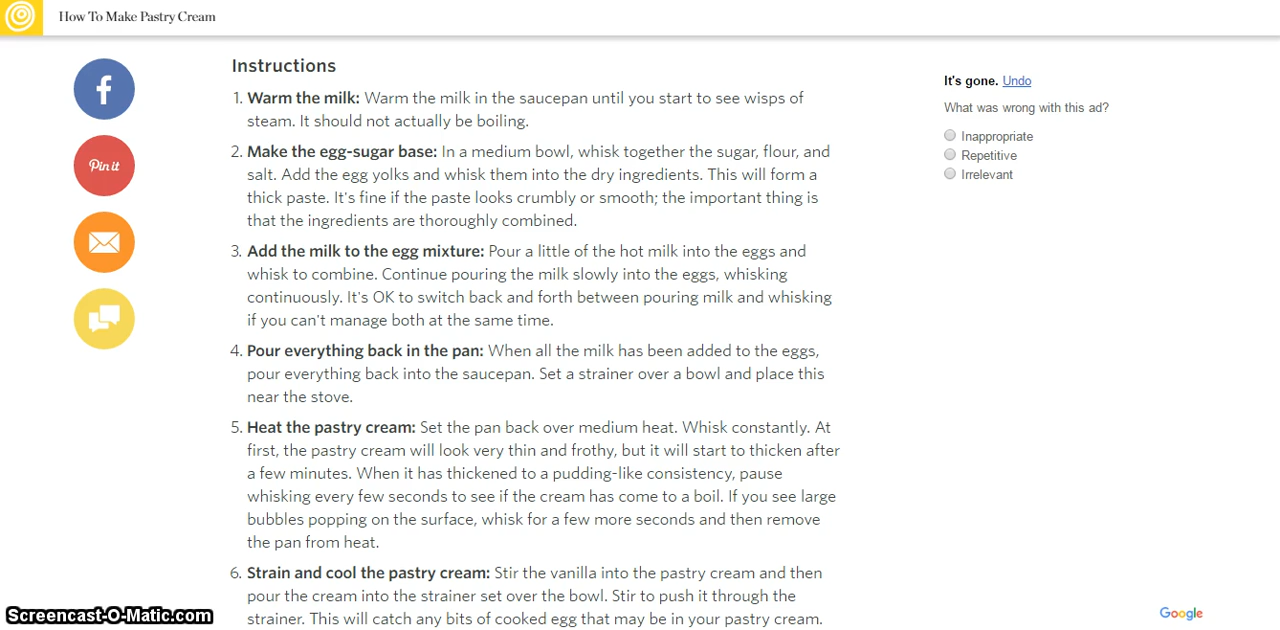 How To Make Pastry Cream
f
Pin it
Instructions
1. Warm the milk: Warm the milk in the saucepan until you start to see wisps of
steam. It should not actually be boiling.
2. Make the egg-sugar base: In a medium bowl, whisk together the sugar, flour, and
salt. Add the egg yolks and whisk them into the dry ingredients. This will form a
thick paste. It's fine if the paste looks crumbly or smooth; the important thing is
that the ingredients are thoroughly combined.
3. Add the milk to the egg mixture: Pour a little of the hot milk into the eggs and
whisk to combine. Continue pouring the milk slowly into the eggs, whisking
continuously. It's OK to switch back and forth between pouring milk and whisking
if you can't manage both at the same time.
4. Pour everything back in the pan: When all the milk has been added to the eggs,
pour everything back into the saucepan. Set a strainer over a bowl and place this
near the stove.
5. Heat the pastry cream: Set the pan back over medium heat. Whisk constantly. At
first, the pastry cream will look very thin and frothy, but it will start to thicken after
a few minutes. When it has thickened to a pudding-like consistency, pause
whisking every few seconds to see if the cream has come to a boil. If you see large
bubbles popping on the surface, whisk for a few more seconds and then remove
the pan from heat.
6. Strain and cool the pastry cream: Stir the vanilla into the pastry cream and then
pour the cream into the strainer set over the bowl. Stir to push it through the
strainer. This will catch any bits of cooked egg that may be in your pastry cream.
It's gone. Undo
What was wrong with this ad?
Inappropriate
Repetitive
Irrelevant
Google
Screencast-O-Matic.com